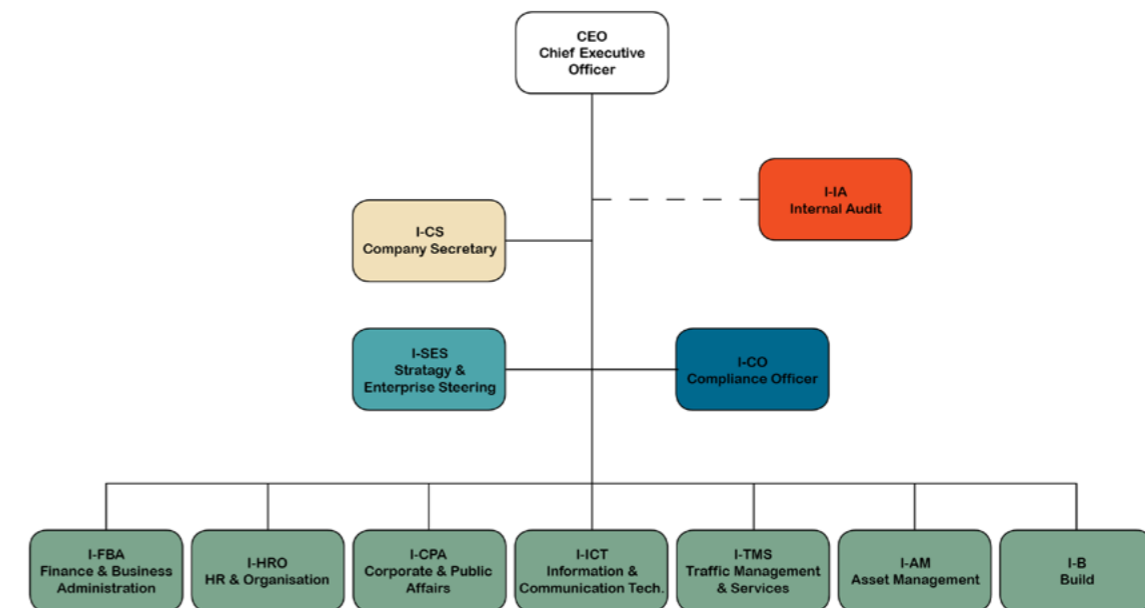 CEO
Chief Executive
Officer
I-IA
Internal Audit
I-CS
Company Secretary
I-SES
Stratagy &
Enterprise Steering
I-CO
Compliance Officer
I-FBA
Finance & Business
Administration
I-HRO
HR & Organisation
I-CPA
Corporate & Public
Affairs
I-ICT
Information &
Communication Tech.
I-TMS
Traffic Management
& Services
I-AM
Asset Management
I-B
Build